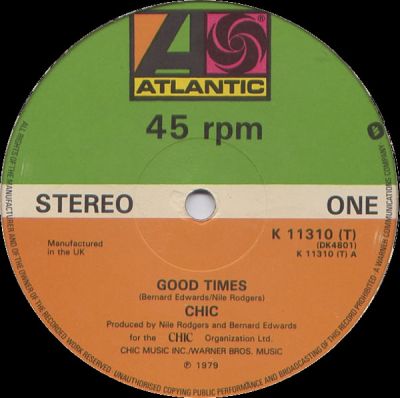 ATLANTIC
45 rpm
STEREO
ONE
K 11310 (T)
(DK4801)
K 11310 (T) A
Manufactured
in the UK
GOOD TIMES
(Bernard Edwards/Nile Rodgers)
CHIC
Produced by Nile Rodgers and Bernard Edwards
for the CHIC Organization Ltd.
CHIC MUSIC INC./WARNER BROS. MUSIC
℗ 1979
ALL RIGHTS OF THE MANUFACTURER AND OF THE OWNER OF THE RECORDED WORK RESERVED. UNAUTHORISED COPYING PUBLIC PERFORMANCE AND BROADCASTING OF THIS RECORD PROHIBITED. A WARNER COMMUNICATIONS COMPANY